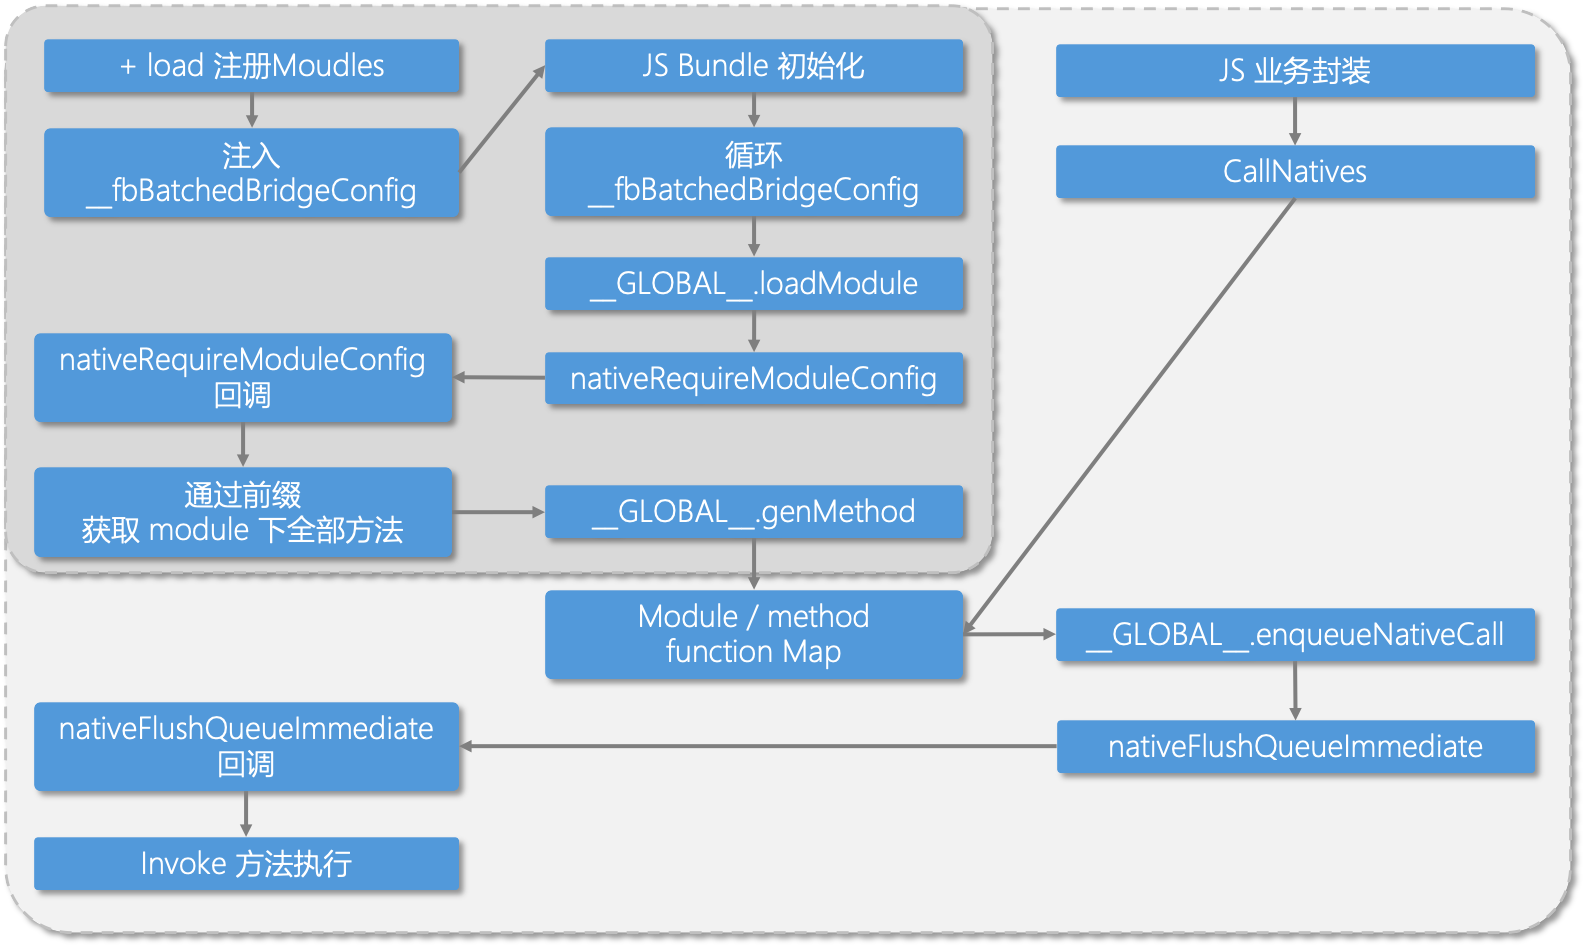 + load 注册Moudles
注入
__fbBatchedBridgeConfig
JS Bundle 初始化
循环
__fbBatchedBridgeConfig
__GLOBAL__.loadModule
nativeRequireModuleConfig
nativeRequireModuleConfig
回调
通过前缀
获取 module 下全部方法
__GLOBAL__.genMethod
Module / method
function Map
JS 业务封装
CallNatives
__GLOBAL__.enqueueNativeCall
nativeFlushQueueImmediate
nativeFlushQueueImmediate
回调
Invoke 方法执行